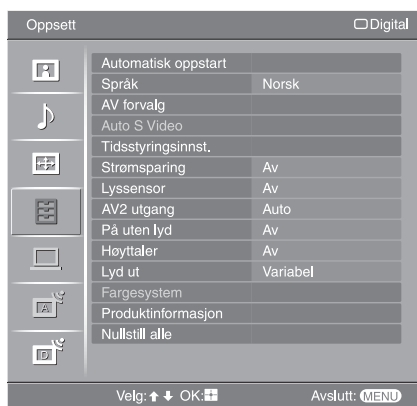 Oppsett Digital
Automatisk oppstart
Språk Norsk
AV forvalg
Auto S Video
Tidsstyringsinnst.
Strømsparing Av
Lyssensor Av
AV2 utgang Auto
På uten lyd Av
Høyttaler Av
Lyd ut Variabel
Fargesystem
Produktinformasjon
Nullstill alle
A
D
Velg: OK: Avslutt: MENU